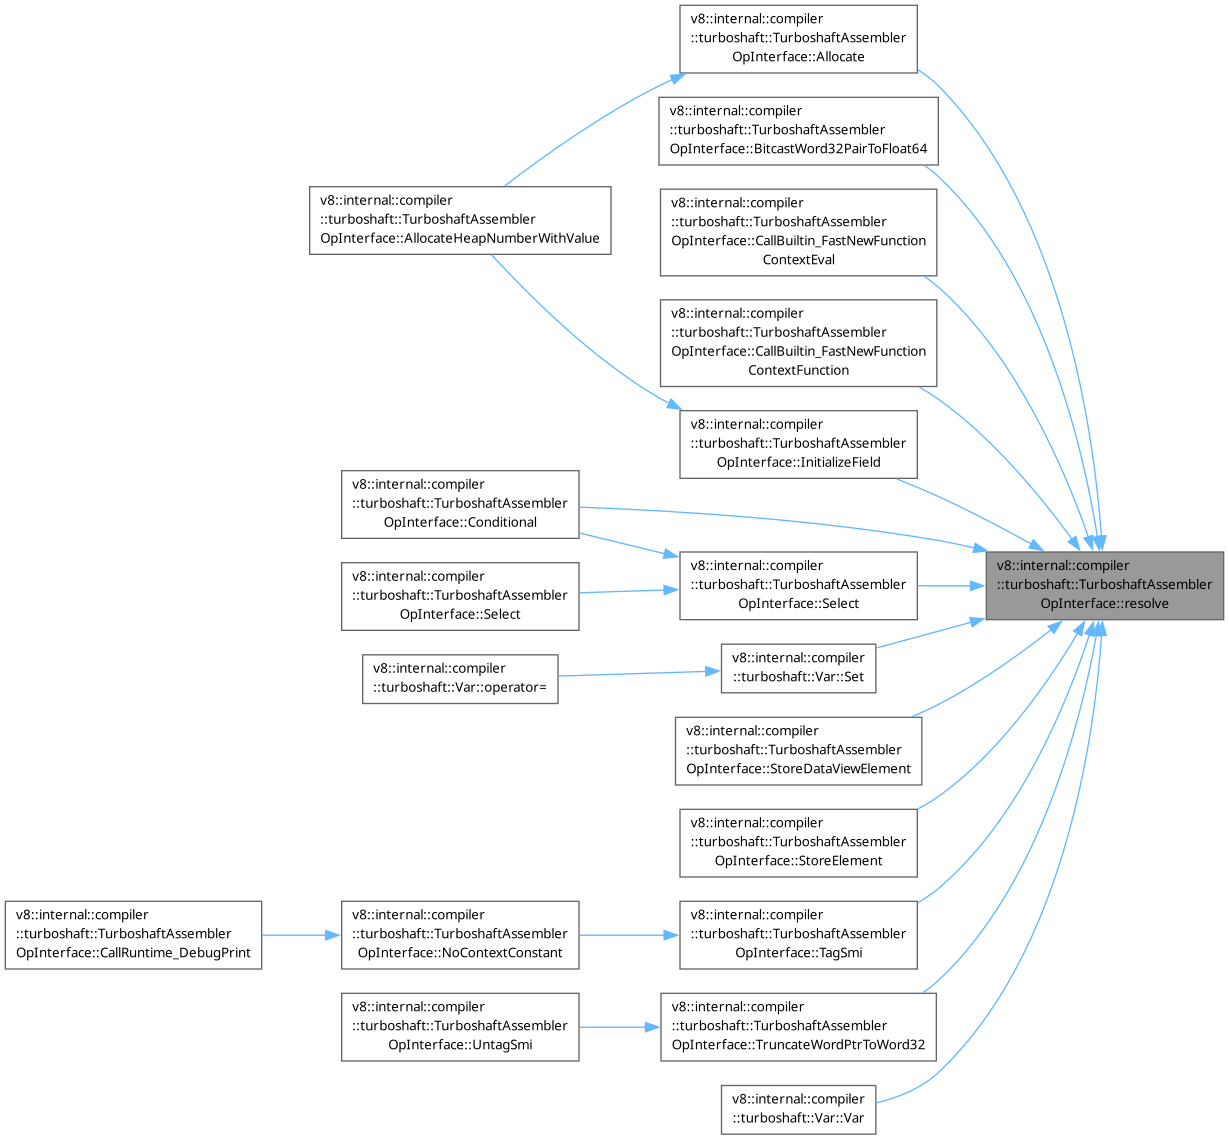 v8::internal::compiler
::turboshaft::TurboshaftAssembler
OpInterface::Allocate
v8::internal::compiler
::turboshaft::TurboshaftAssembler
OpInterface::BitcastWord32PairToFloat64
v8::internal::compiler
::turboshaft::TurboshaftAssembler
OpInterface::AllocateHeapNumberWithValue
v8::internal::compiler
::turboshaft::TurboshaftAssembler
OpInterface::CallBuiltin_FastNewFunction
ContextEval
v8::internal::compiler
::turboshaft::TurboshaftAssembler
OpInterface::CallBuiltin_FastNewFunction
ContextFunction
v8::internal::compiler
::turboshaft::TurboshaftAssembler
OpInterface::InitializeField
v8::internal::compiler
::turboshaft::TurboshaftAssembler
OpInterface::Conditional
v8::internal::compiler
::turboshaft::TurboshaftAssembler
OpInterface::Select
v8::internal::compiler
::turboshaft::TurboshaftAssembler
OpInterface::Select
v8::internal::compiler
::turboshaft::TurboshaftAssembler
OpInterface::resolve
v8::internal::compiler
::turboshaft::Var::operator=
v8::internal::compiler
::turboshaft::Var::Set
v8::internal::compiler
::turboshaft::TurboshaftAssembler
OpInterface::StoreDataViewElement
v8::internal::compiler
::turboshaft::TurboshaftAssembler
OpInterface::StoreElement
v8::internal::compiler
::turboshaft::TurboshaftAssembler
OpInterface::CallRuntime_DebugPrint
v8::internal::compiler
::turboshaft::TurboshaftAssembler
OpInterface::NoContextConstant
v8::internal::compiler
::turboshaft::TurboshaftAssembler
OpInterface::TagSmi
v8::internal::compiler
::turboshaft::TurboshaftAssembler
OpInterface::UntagSmi
v8::internal::compiler
::turboshaft::TurboshaftAssembler
OpInterface::TruncateWordPtrToWord32
v8::internal::compiler
::turboshaft::Var::Var